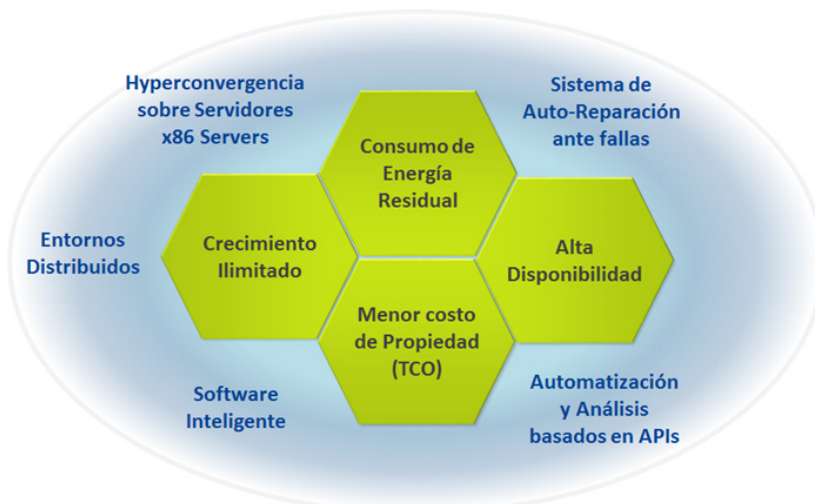 Hyperconvergencia
sobre Servidores
x86 Servers
Sistema de
Auto-Reparación
ante fallas
Consumo de
Energía
Residual
Entornos
Distribuidos
Crecimiento
Ilimitado
Alta
Disponibilidad
Menor costo
de Propiedad
(TCO)
Software
Inteligente
Automatización
y Análisis
basados en APIs